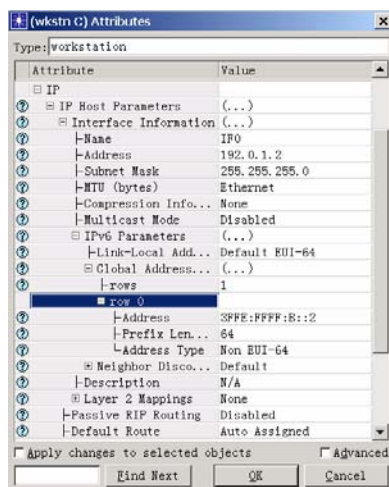 (wkstn C) Attributes
Type: workstation
Attribute Value
IP
IP Host Parameters (...)
Interface Information (...)
Name IF0
Address 192.0.1.2
Subnet Mask 255.255.255.0
MTU (bytes) Ethernet
Compression Info... None
Multicast Mode Disabled
IPv6 Parameters (...)
Link-Local Add... Default EUI-64
Global Address... (...)
rows 1
row 0
Address 3FFE:FFFF:B::2
Prefix Len... 64
Address Type Non EUI-64
Neighbor Disco... Default
Description N/A
Layer 2 Mappings None
Passive RIP Routing Disabled
Default Route Auto Assigned
Apply changes to selected objects Advanced
Find Next OK Cancel